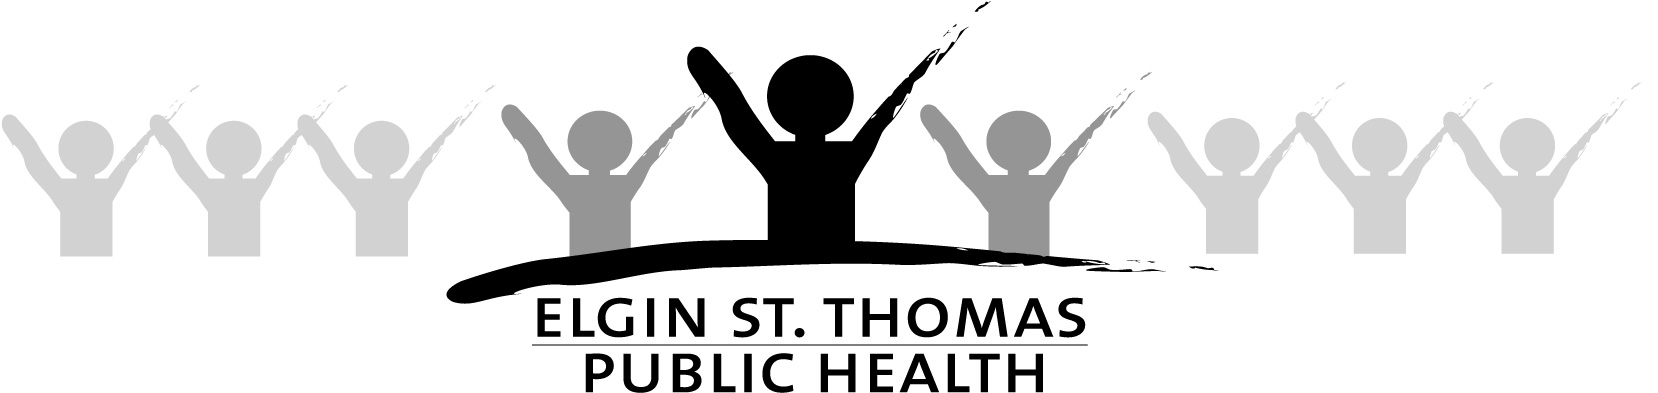 ELGIN ST. THOMAS
PUBLIC HEALTH